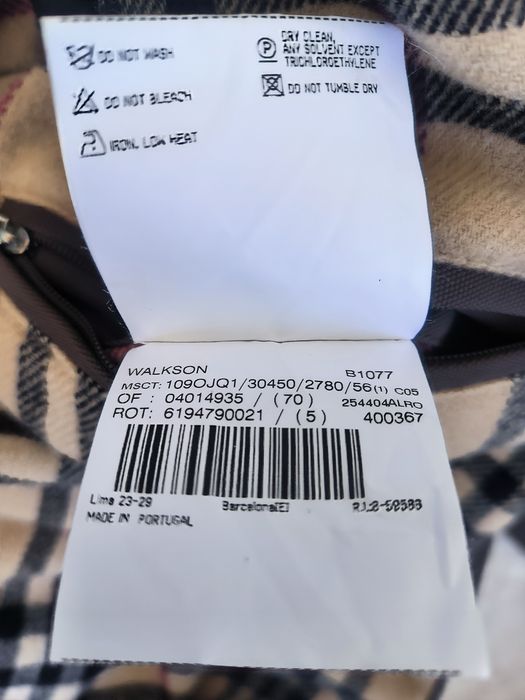 DO NOT WASH
DO NOT BLEACH
IRON, LOW HEAT
P
DRY CLEAN,
ANY SOLVENT EXCEPT
TRICHLOROETHYLENE
DO NOT TUMBLE DRY
WALKSON B1077
MSCT: 109OJQ1/30450/2780/56(1) C05
OF : 04014935 / (70) 254404ALRO
ROT: 6194790021 / (5) 400367
Lima 23-29 Barcelona[E]
MADE IN PORTUGAL